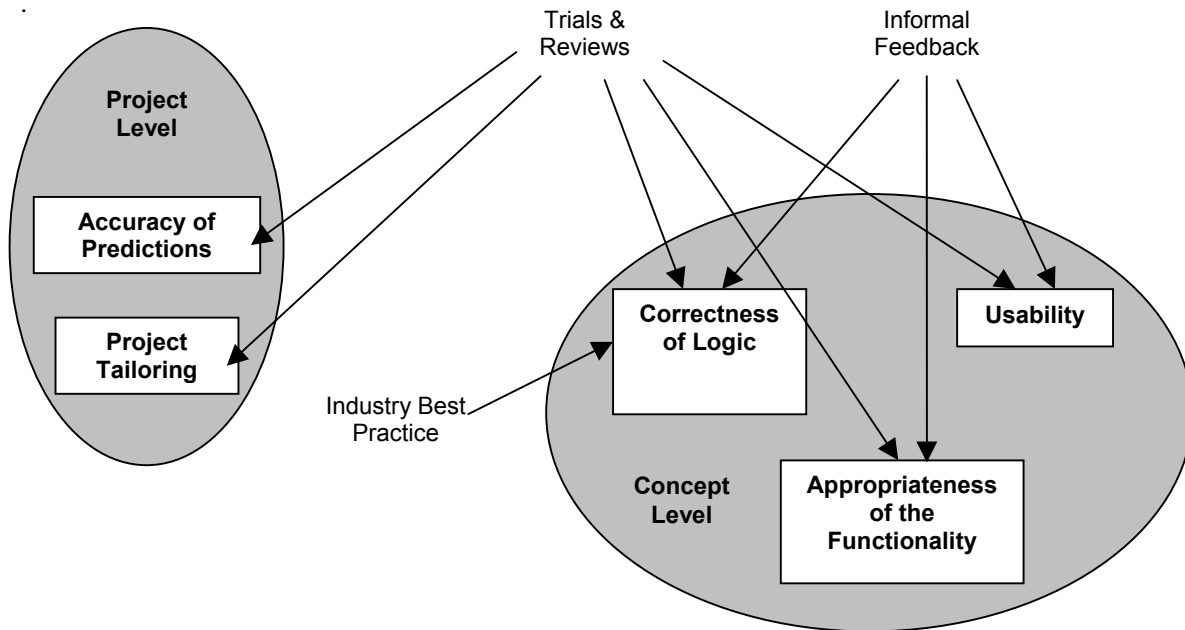 .
Trials &
Reviews
Informal
Feedback
Project
Level
Accuracy of
Predictions
Project
Tailoring
Correctness
of Logic
Usability
Industry Best
Practice
Concept
Level
Appropriateness
of the
Functionality